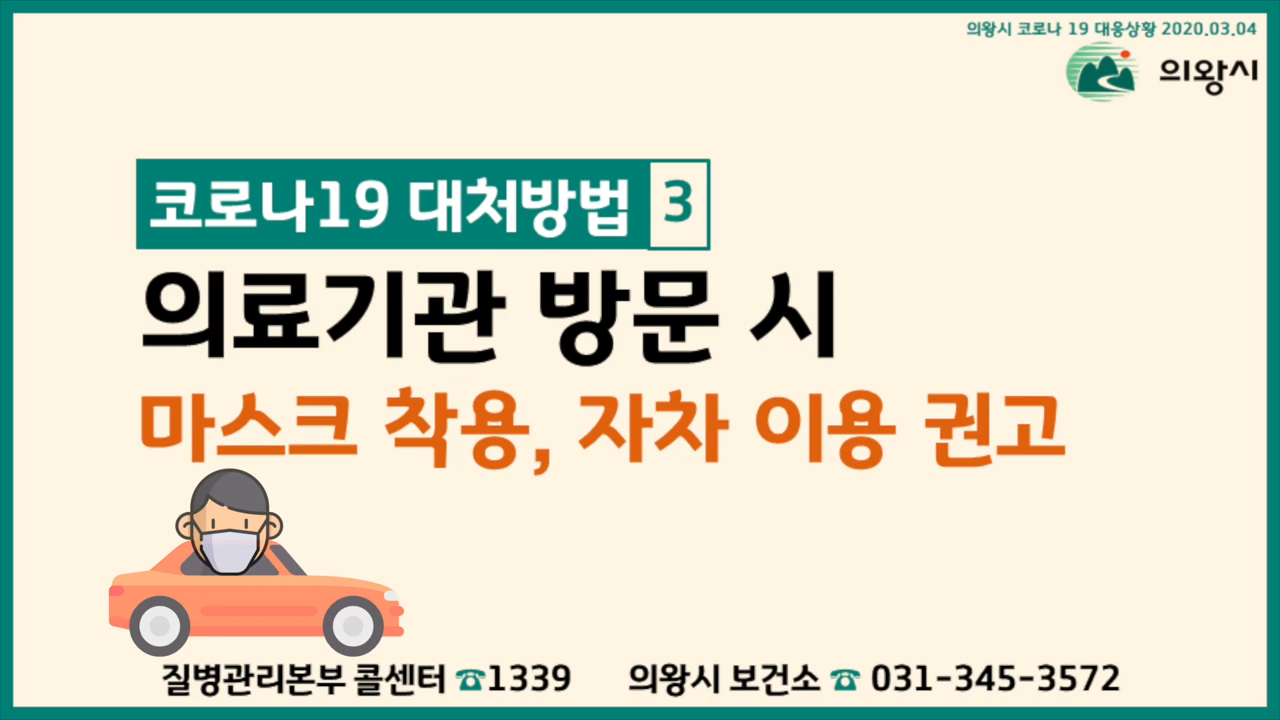 의왕시 코로나 19 대응상황 2020.03.04
의왕시
코로나19 대처방법 3
의료기관 방문 시
마스크 착용, 자차 이용 권고
질병관리본부 콜센터 ☎1339 의왕시 보건소 ☎ 031-345-3572